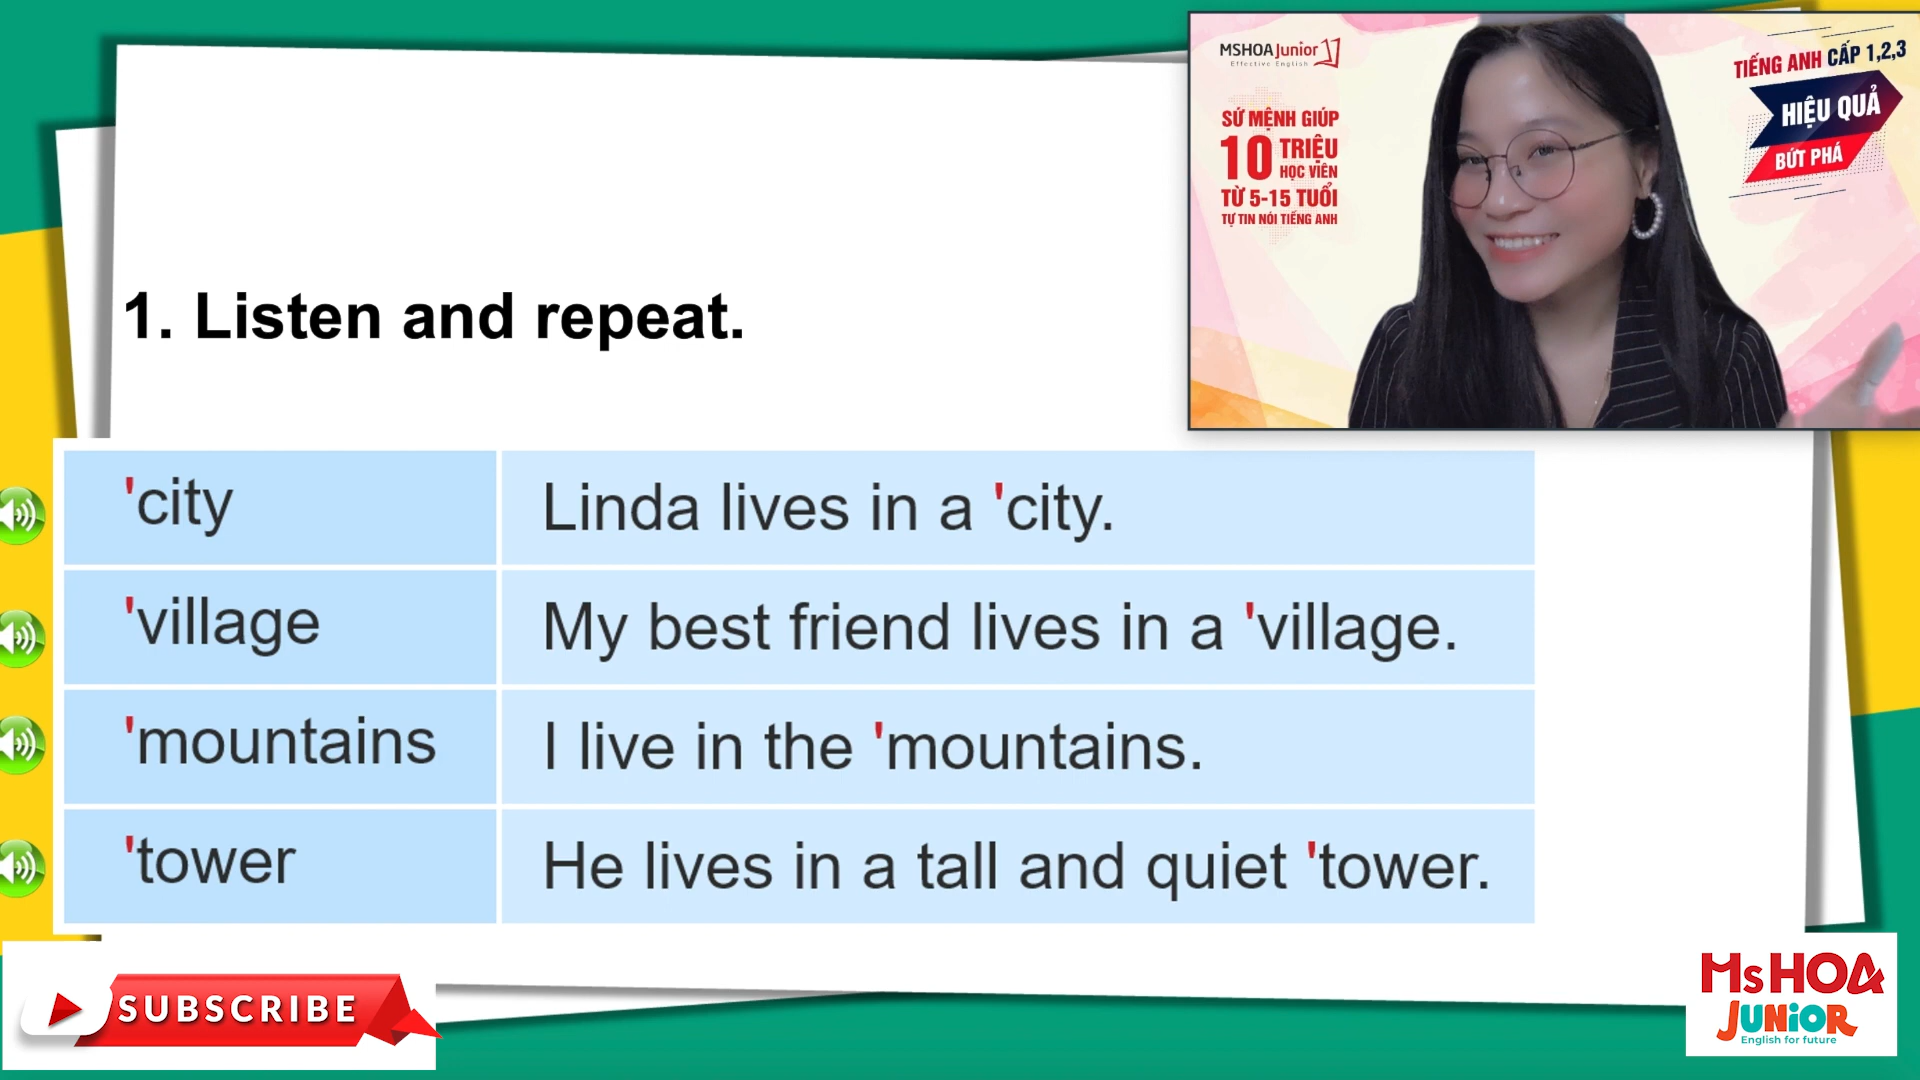 MSHOA Junior
Effective English
SỨ MỆNH GIÚP
10 TRIỆU
HỌC VIÊN
TỪ 5-15 TUỔI
TỰ TIN NÓI TIẾNG ANH
TIẾNG ANH CẤP 1,2,3
HIỆU QUẢ
BỨT PHÁ
1. Listen and repeat.
'city Linda lives in a 'city.
'village My best friend lives in a 'village.
'mountains I live in the 'mountains.
'tower He lives in a tall and quiet 'tower.
SUBSCRIBE
Ms HOA
JUNiOR
English for future